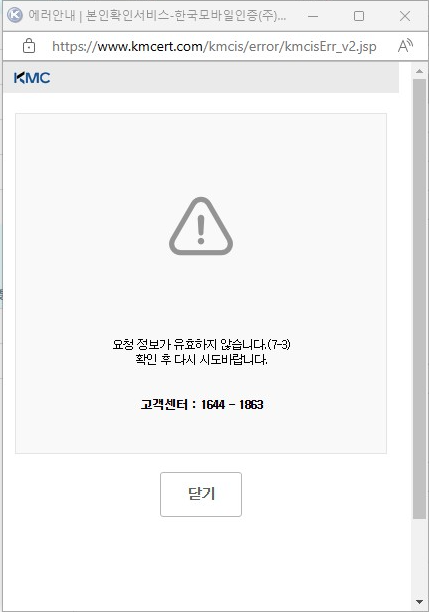 에러안내 | 본인확인서비스-한국모바일인증(주)...
https://www.kmcert.com/kmcis/error/kmcisErr_v2.jsp
KMC
요청 정보가 유효하지 않습니다.(7-3)
확인 후 다시 시도바랍니다.
고객센터 : 1644 - 1863
닫기